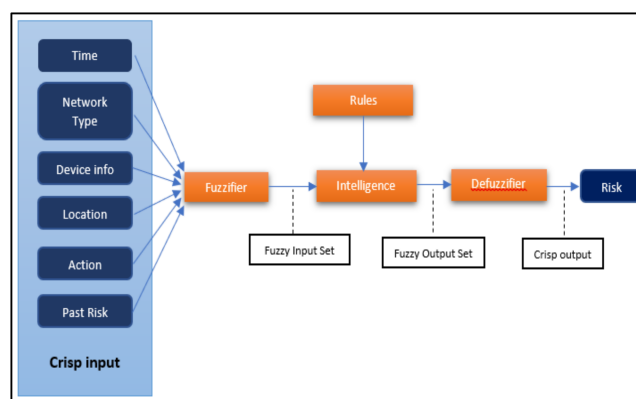 Time
Network
Type
Device info
Location
Action
Past Risk
Crisp input
Fuzzifier
Rules
Intelligence
Defuzzifier
Risk
Fuzzy Input Set
Fuzzy Output Set
Crisp output